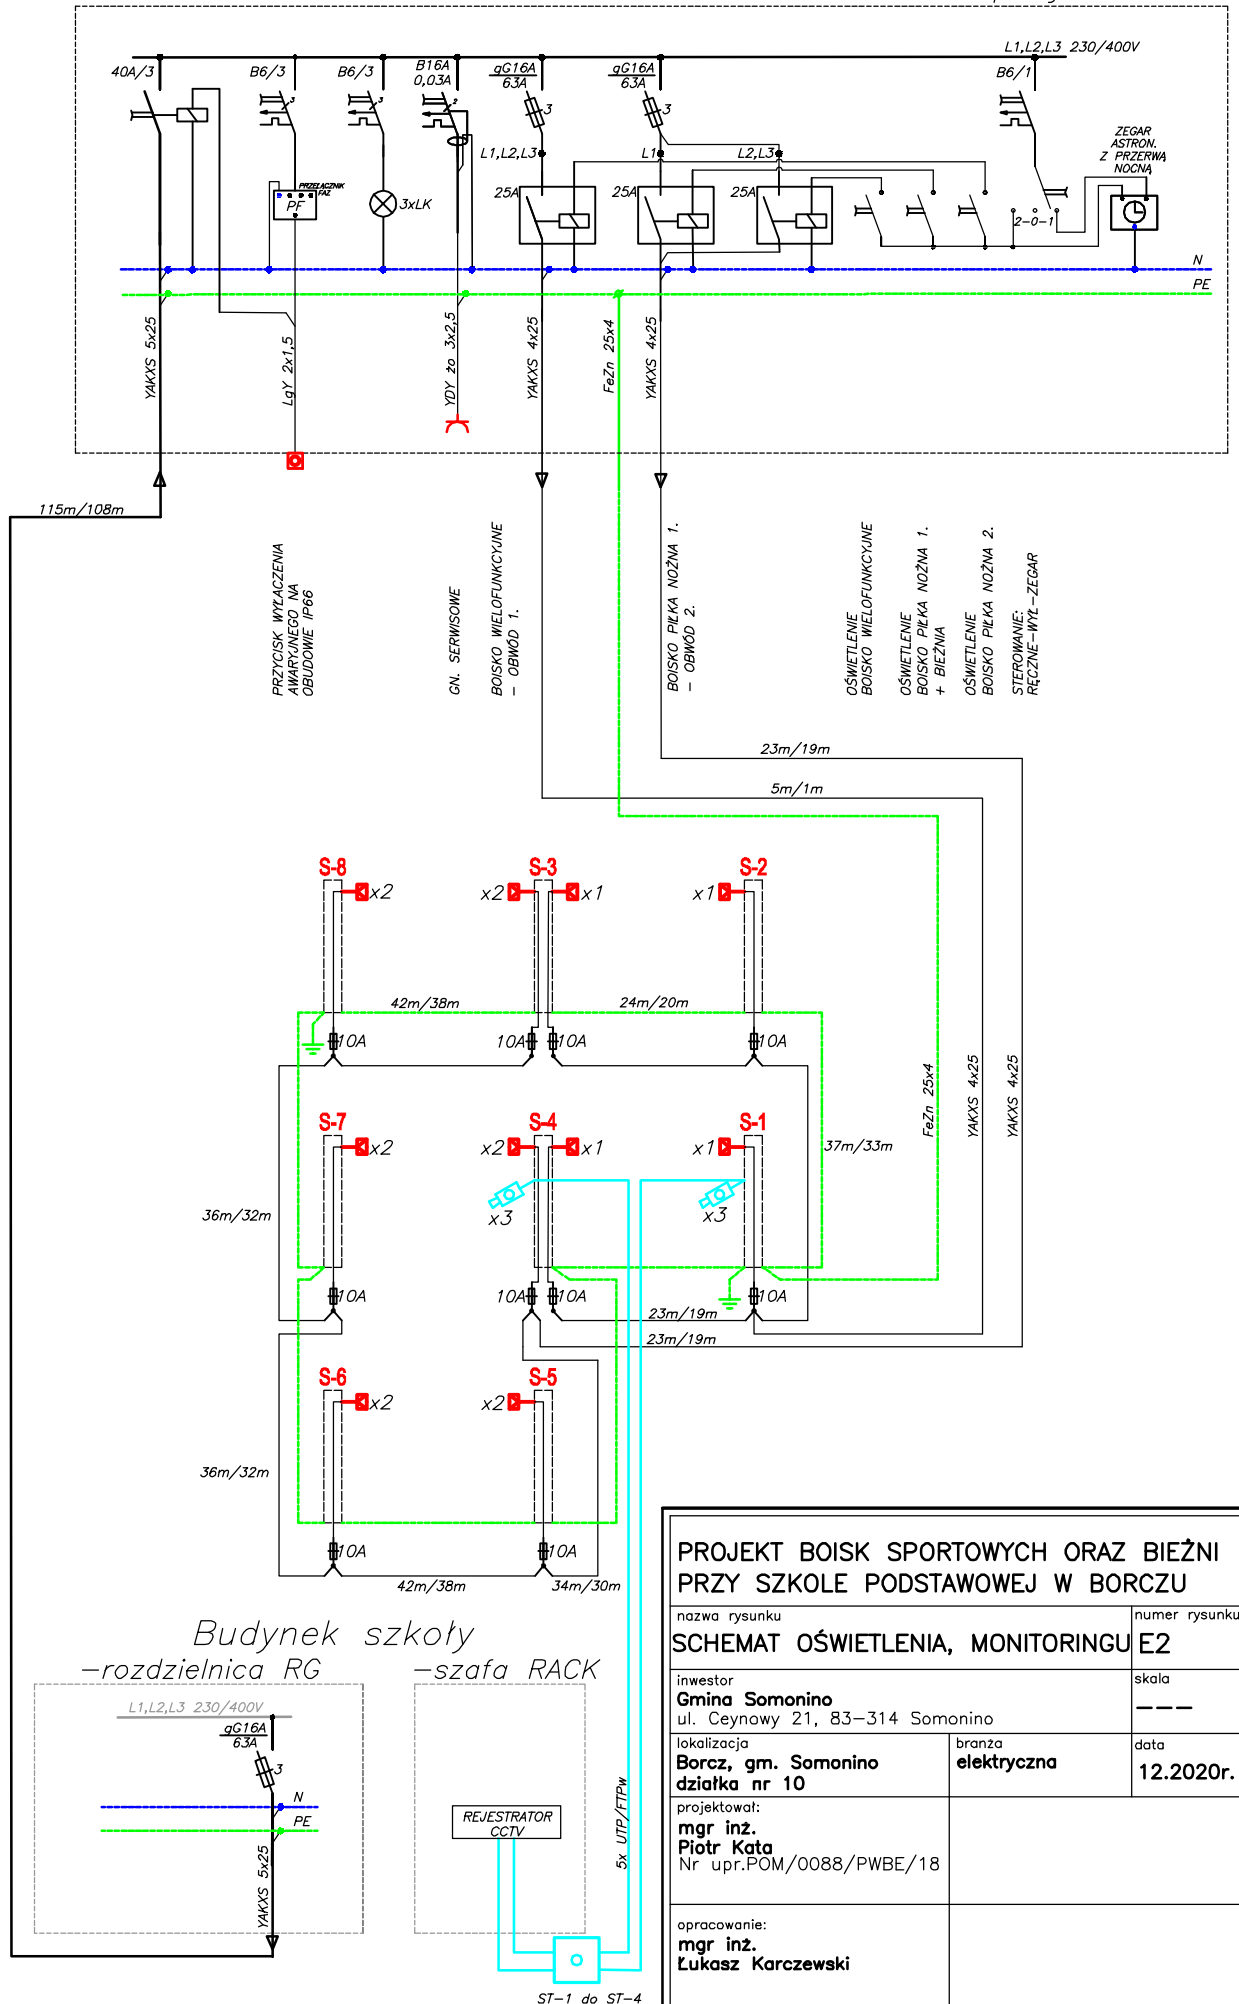 L1,L2,L3 230/400V
40A/3
B6/3
B6/3
B16A
0,03A
gG16A
63A
gG16A
63A
B6/1
3
3
2
3
3
ZEGAR
ASTRON.
Z PRZERWĄ
NOCNĄ
L1,L2,L3
L1
L2,L3
PRZEŁĄCZNIK
FAZ
PF
3xLK
25A
25A
25A
2-0-1
N
PE
YAKXS 5x25
LgY 2x1,5
YDY żo 3x2,5
YAKXS 4x25
FeZn 25x4
YAKXS 4x25
115m/108m
PRZYCISK WYŁĄCZENIA
AWARYJNEGO NA
OBUDOWIE IP66
GN. SERWISOWE
BOISKO WIELOFUNKCYJNE
- OBWÓD 1.
BOISKO PIŁKA NOŻNA 1.
- OBWÓD 2.
OŚWIETLENIE
BOISKO WIELOFUNKCYJNE
OŚWIETLENIE
BOISKO PIŁKA NOŻNA 1.
+ BIEŻNIA
OŚWIETLENIE
BOISKO PIŁKA NOŻNA 2.
STEROWANIE:
RĘCZNE-WYŁ-ZEGAR
23m/19m
5m/1m
S-8
S-3
S-2
x2
x2
x1
x1
42m/38m
24m/20m
10A
10A
10A
10A
FeZn 25x4
YAKXS 4x25
YAKXS 4x25
S-7
S-4
S-1
x2
x2
x1
x1
37m/33m
x3
x3
36m/32m
10A
10A
10A
10A
23m/19m
23m/19m
S-6
S-5
x2
x2
36m/32m
10A
10A
42m/38m
34m/30m
Budynek szkoły
-rozdzielnica RG
-szafa RACK
L1,L2,L3 230/400V
gG16A
63A
3
N
PE
YAKXS 5x25
REJESTRATOR
CCTV
5x UTP/FTPw
ST-1 do ST-4
PROJEKT BOISK SPORTOWYCH ORAZ BIEŻNI
PRZY SZKOLE PODSTAWOWEJ W BORCZU
nazwa rysunku
numer rysunku
SCHEMAT OŚWIETLENIA, MONITORINGU
E2
inwestor
skala
Gmina Somonino
ul. Ceynowy 21, 83-314 Somonino
---
lokalizacja
branża
data
Borcz, gm. Somonino
działka nr 10
elektryczna
12.2020r.
projektował:
mgr inż.
Piotr Kata
Nr upr.POM/0088/PWBE/18
opracowanie:
mgr inż.
Łukasz Karczewski